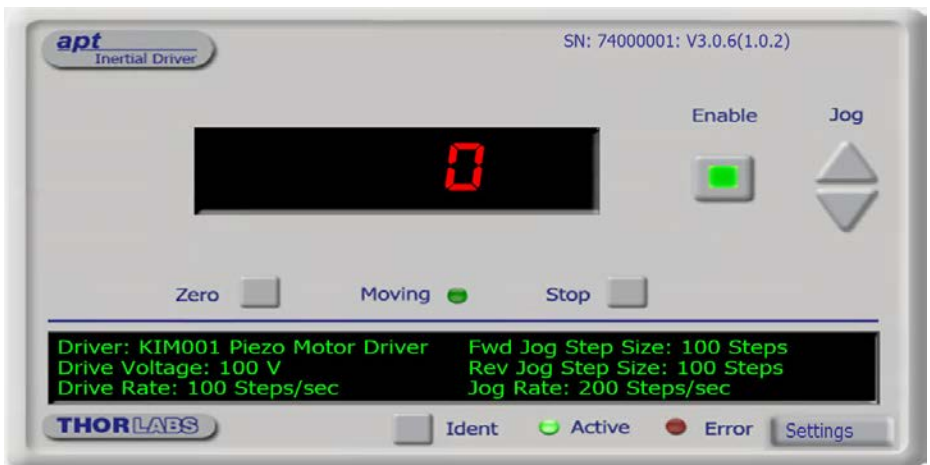 apt
Inertial Driver
SN: 74000001: V3.0.6(1.0.2)
Enable
Jog
0
Zero
Moving
Stop
Driver: KIM001 Piezo Motor Driver
Fwd Jog Step Size: 100 Steps
Drive Voltage: 100 V
Rev Jog Step Size: 100 Steps
Drive Rate: 100 Steps/sec
Jog Rate: 200 Steps/sec
THORLABS
Ident
Active
Error
Settings